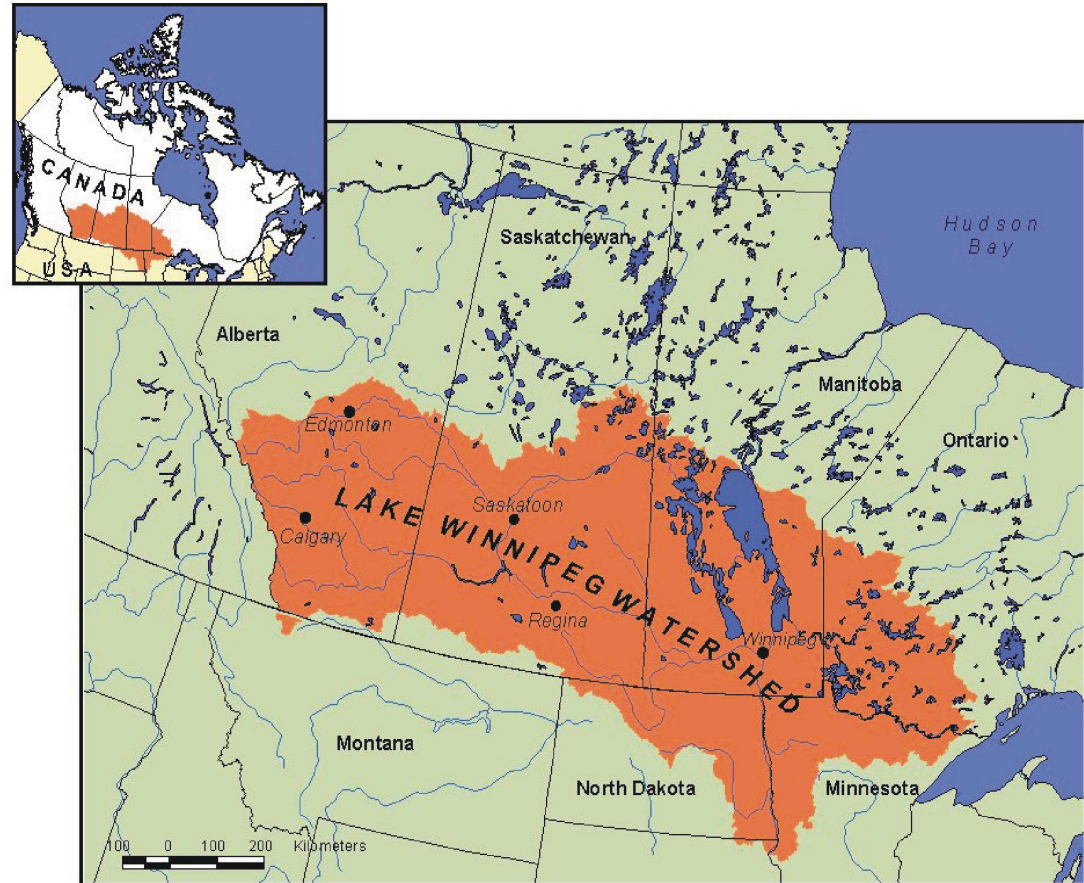 CANADA
USA
Hudson
Bay
Saskatchewan
Alberta
Manitoba
Ontario
Edmonton
Saskatoon
Calgary
LAKE WINNIPEG WATERSHED
Regina
Winnipeg
Montana
North Dakota
Minnesota
100 0 100 200 Kilometers